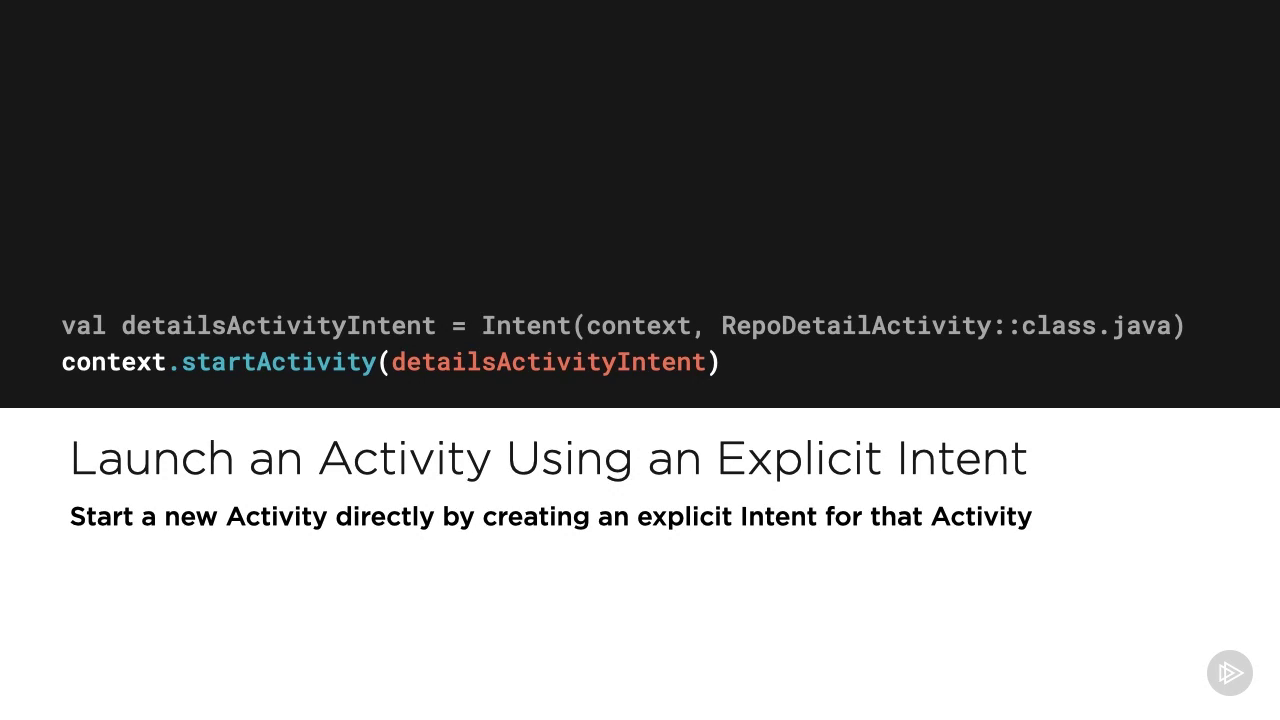 val detailsActivityIntent = Intent(context, RepoDetailActivity::class.java)
context.startActivity(detailsActivityIntent)
Launch an Activity Using an Explicit Intent
Start a new Activity directly by creating an explicit Intent for that Activity